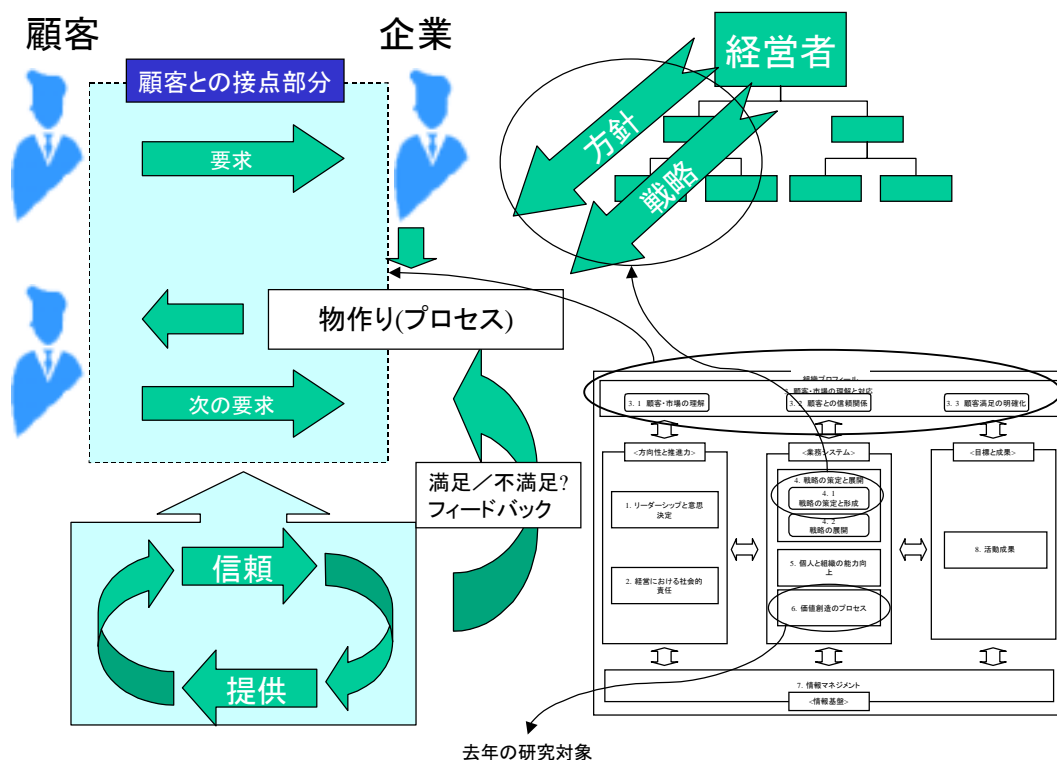 顧客
企業
経営者
顧客との接点部分
方針
戦略
要求
物作り(プロセス)
次の要求
満足／不満足?
フィードバック
信頼
提供
組織プロフィール
3. 顧客・市場の理解と対応
3. 1 顧客・市場の理解
3. 2 顧客との信頼関係
3. 3 顧客満足の明確化
<方向性と推進力>
1. リーダーシップと意思
決定
2. 経営における社会的
責任
<業務システム>
4. 戦略の策定と展開
4. 1
戦略の策定と形成
4. 2
戦略の展開
5. 個人と組織の能力向
上
6. 価値創造のプロセス
<目標と成果>
8. 活動成果
7. 情報マネジメント
<情報基盤>
去年の研究対象